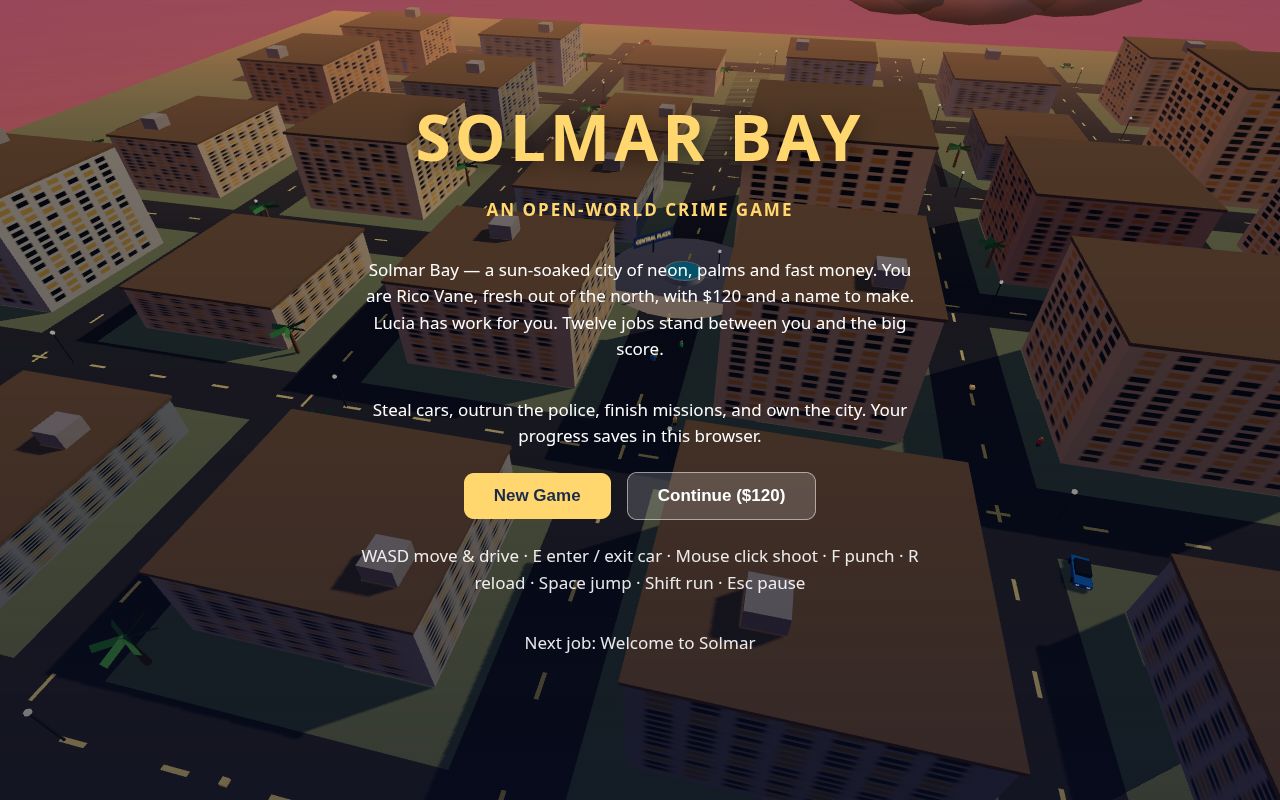 SOLMAR BAY
AN OPEN-WORLD CRIME GAME
CENTRAL PLAZA
Solmar Bay — a sun-soaked city of neon, palms and fast money. You
are Rico Vane, fresh out of the north, with $120 and a name to make.
Lucia has work for you. Twelve jobs stand between you and the big
score.
Steal cars, outrun the police, finish missions, and own the city. Your
progress saves in this browser.
New Game
Continue ($120)
WASD move & drive · E enter / exit car · Mouse click shoot · F punch · R
reload · Space jump · Shift run · Esc pause
Next job: Welcome to Solmar